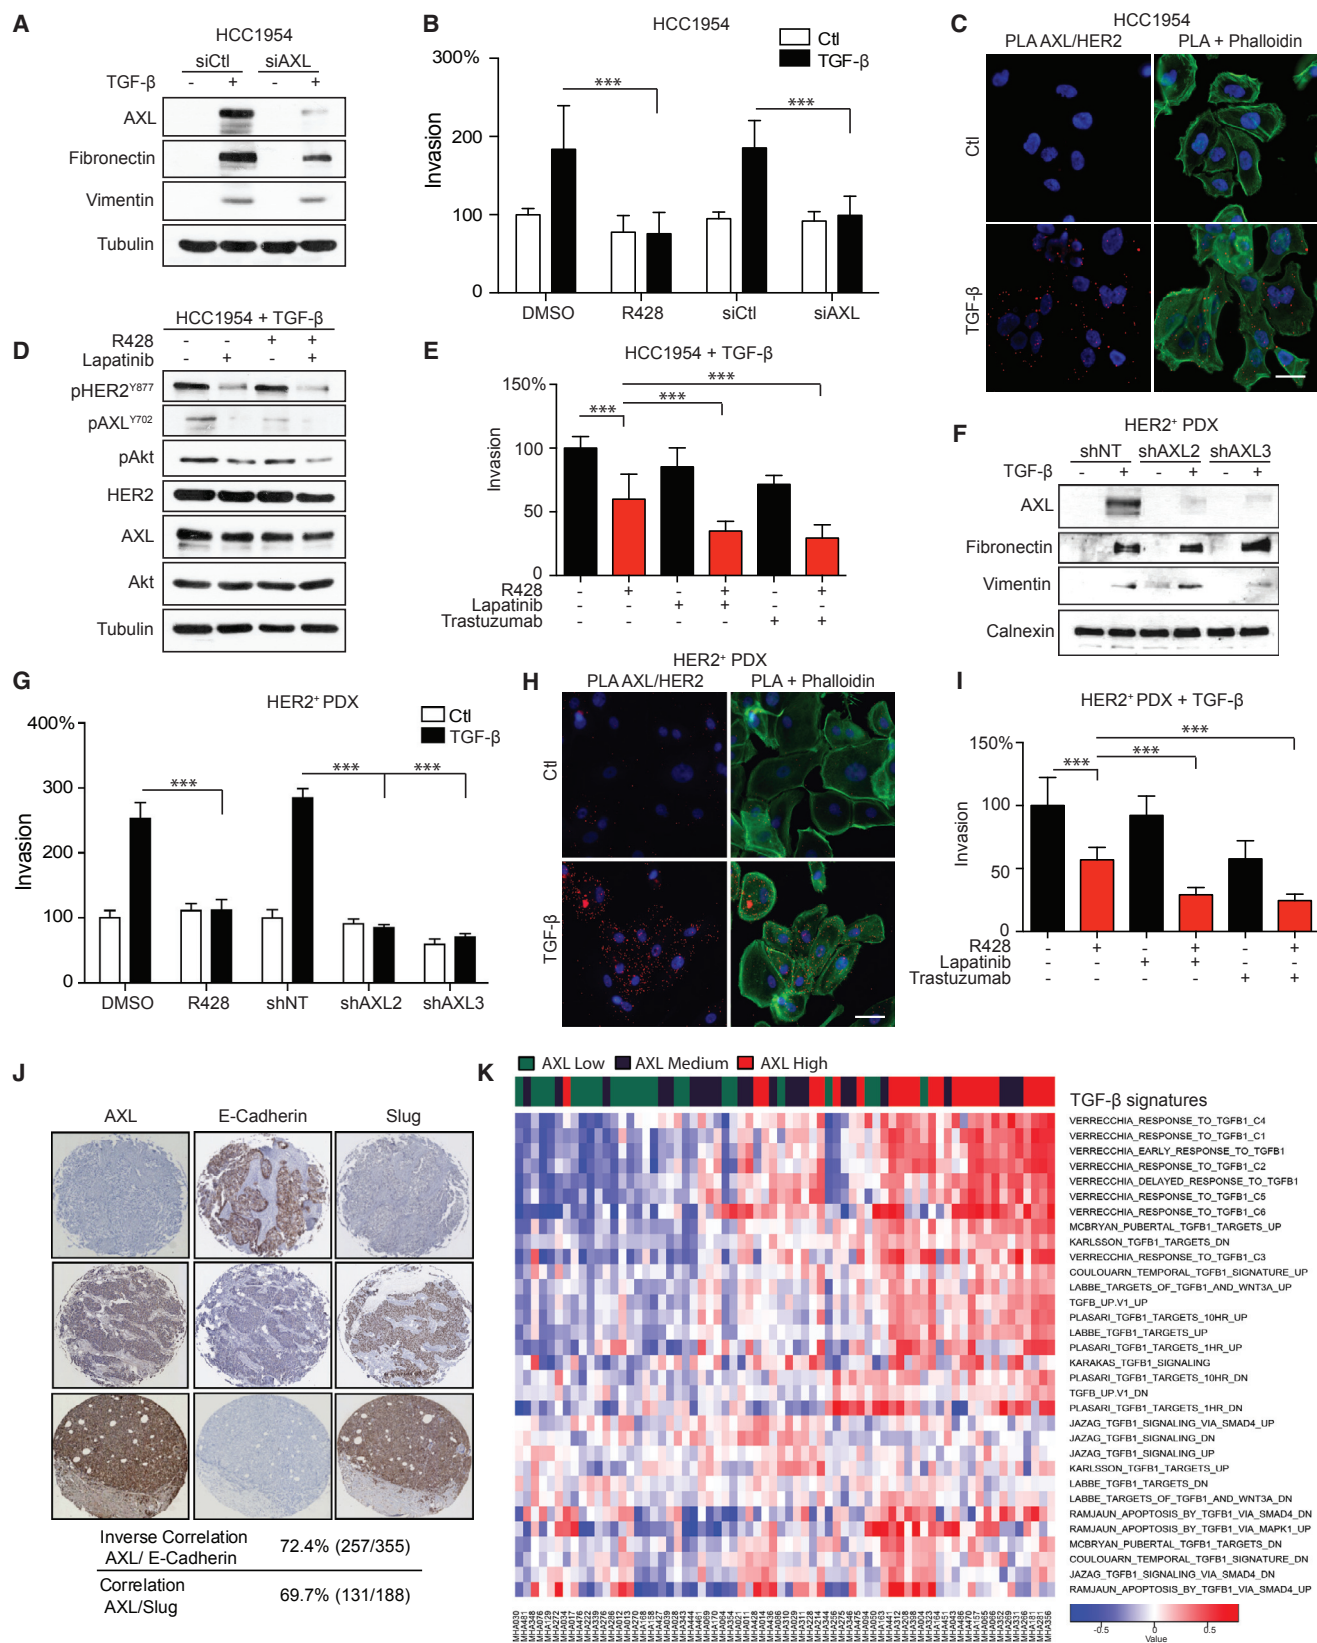 A
HCC1954
siCtl siAXL
TGF-β - + - +
AXL
Fibronectin
Vimentin
Tubulin
B
HCC1954
Ctl
TGF-β
300%
200
100
0
Invasion
***
***
DMSO R428 siCtl siAXL
C
HCC1954
PLA AXL/HER2 PLA + Phalloidin
Ctl
TGF-β
D
HCC1954 + TGF-β
R428 - - + +
Lapatinib - + - +
pHER2Y877
pAXLY702
pAkt
HER2
AXL
Akt
Tubulin
E
HCC1954 + TGF-β
150%
100
50
0
Invasion
***
***
***
R428 - + - + - +
Lapatinib - - + + - -
Trastuzumab - - - - + +
F
HER2+ PDX
shNT shAXL2 shAXL3
TGF-β - + - + - +
AXL
Fibronectin
Vimentin
Calnexin
G
HER2+ PDX
Ctl
TGF-β
400%
300
200
100
0
Invasion
***
***
***
DMSO R428 shNT shAXL2 shAXL3
H
HER2+ PDX
PLA AXL/HER2 PLA + Phalloidin
Ctl
TGF-β
I
HER2+ PDX + TGF-β
150%
100
50
0
Invasion
***
***
***
R428 - + - + - +
Lapatinib - - + + - -
Trastuzumab - - - - + +
J
AXL E-Cadherin Slug
Inverse Correlation
AXL/ E-Cadherin
72.4% (257/355)
Correlation
AXL/Slug
69.7% (131/188)
K
AXL Low AXL Medium AXL High
TGF-β signatures
VERRECCHIA_RESPONSE_TO_TGFB1_C4
VERRECCHIA_RESPONSE_TO_TGFB1_C1
VERRECCHIA_EARLY_RESPONSE_TO_TGFB1
VERRECCHIA_RESPONSE_TO_TGFB1_C2
VERRECCHIA_DELAYED_RESPONSE_TO_TGFB1
VERRECCHIA_RESPONSE_TO_TGFB1_C5
VERRECCHIA_RESPONSE_TO_TGFB1_C6
MCBRYAN_PUBERTAL_TGFB1_TARGETS_UP
KARLSSON_TGFB1_TARGETS_DN
VERRECCHIA_RESPONSE_TO_TGFB1_C3
COULOUARN_TEMPORAL_TGFB1_SIGNATURE_UP
LABBE_TARGETS_OF_TGFB1_AND_WNT3A_UP
TGFB_UP.V1_UP
PLASARI_TGFB1_TARGETS_10HR_UP
LABBE_TGFB1_TARGETS_UP
PLASARI_TGFB1_TARGETS_1HR_UP
KARAKAS_TGFB1_SIGNALING
PLASARI_TGFB1_TARGETS_10HR_DN
TGFB_UP.V1_DN
PLASARI_TGFB1_TARGETS_1HR_DN
JAZAG_TGFB1_SIGNALING_VIA_SMAD4_UP
JAZAG_TGFB1_SIGNALING_DN
JAZAG_TGFB1_SIGNALING_UP
KARLSSON_TGFB1_TARGETS_UP
LABBE_TGFB1_TARGETS_DN
LABBE_TARGETS_OF_TGFB1_AND_WNT3A_DN
RAMJAUN_APOPTOSIS_BY_TGFB1_VIA_SMAD4_DN
RAMJAUN_APOPTOSIS_BY_TGFB1_VIA_MAPK1_UP
MCBRYAN_PUBERTAL_TGFB1_TARGETS_DN
COULOUARN_TEMPORAL_TGFB1_SIGNATURE_DN
JAZAG_TGFB1_SIGNALING_VIA_SMAD4_DN
RAMJAUN_APOPTOSIS_BY_TGFB1_VIA_SMAD4_UP
-0.5 0 0.5
Value